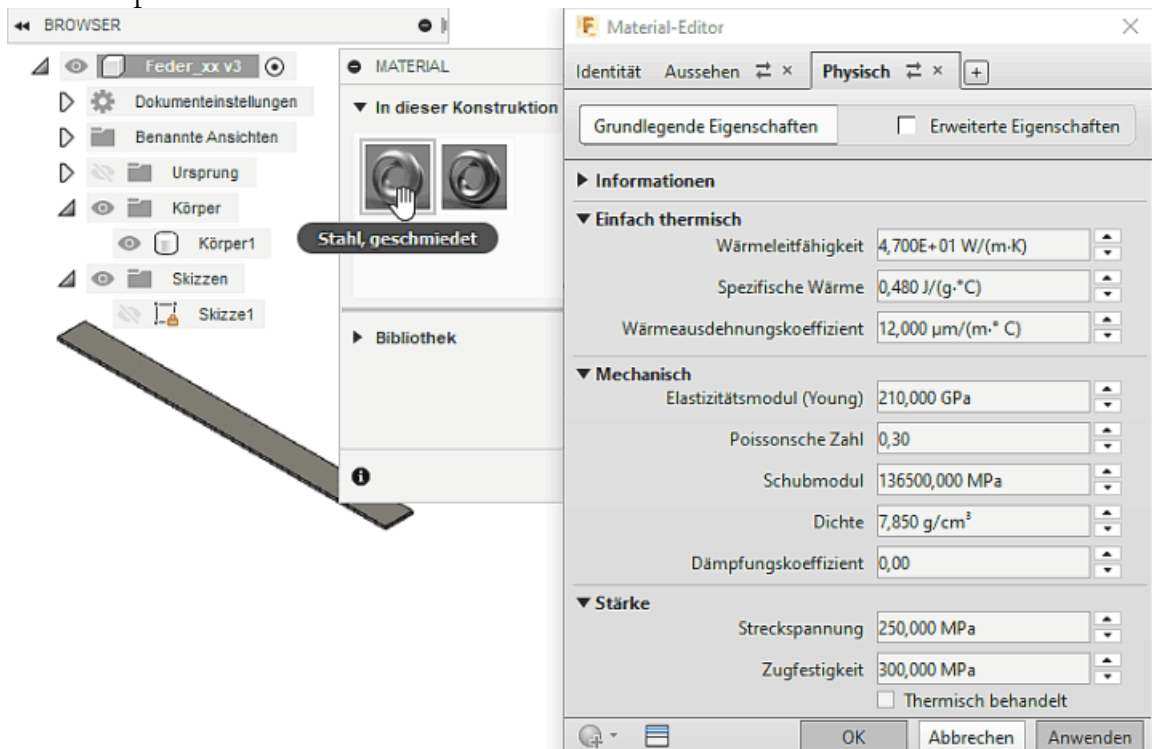 BROWSER
Feder_xx v3
Dokumenteinstellungen
Benannte Ansichten
Ursprung
Körper
Körper1
Skizzen
Skizze1
MATERIAL
In dieser Konstruktion
Stahl, geschmiedet
Bibliothek
Material-Editor
Identität Aussehen Physisch
Grundlegende Eigenschaften Erweiterte Eigenschaften
Informationen
Einfach thermisch
Wärmeleitfähigkeit 4,700E+01 W/(m·K)
Spezifische Wärme 0,480 J/(g·°C)
Wärmeausdehnungskoeffizient 12,000 µm/(m·° C)
Mechanisch
Elastizitätsmodul (Young) 210,000 GPa
Poissonsche Zahl 0,30
Schubmodul 136500,000 MPa
Dichte 7,850 g/cm³
Dämpfungskoeffizient 0,00
Stärke
Streckspannung 250,000 MPa
Zugfestigkeit 300,000 MPa
Thermisch behandelt
OK Abbrechen Anwenden